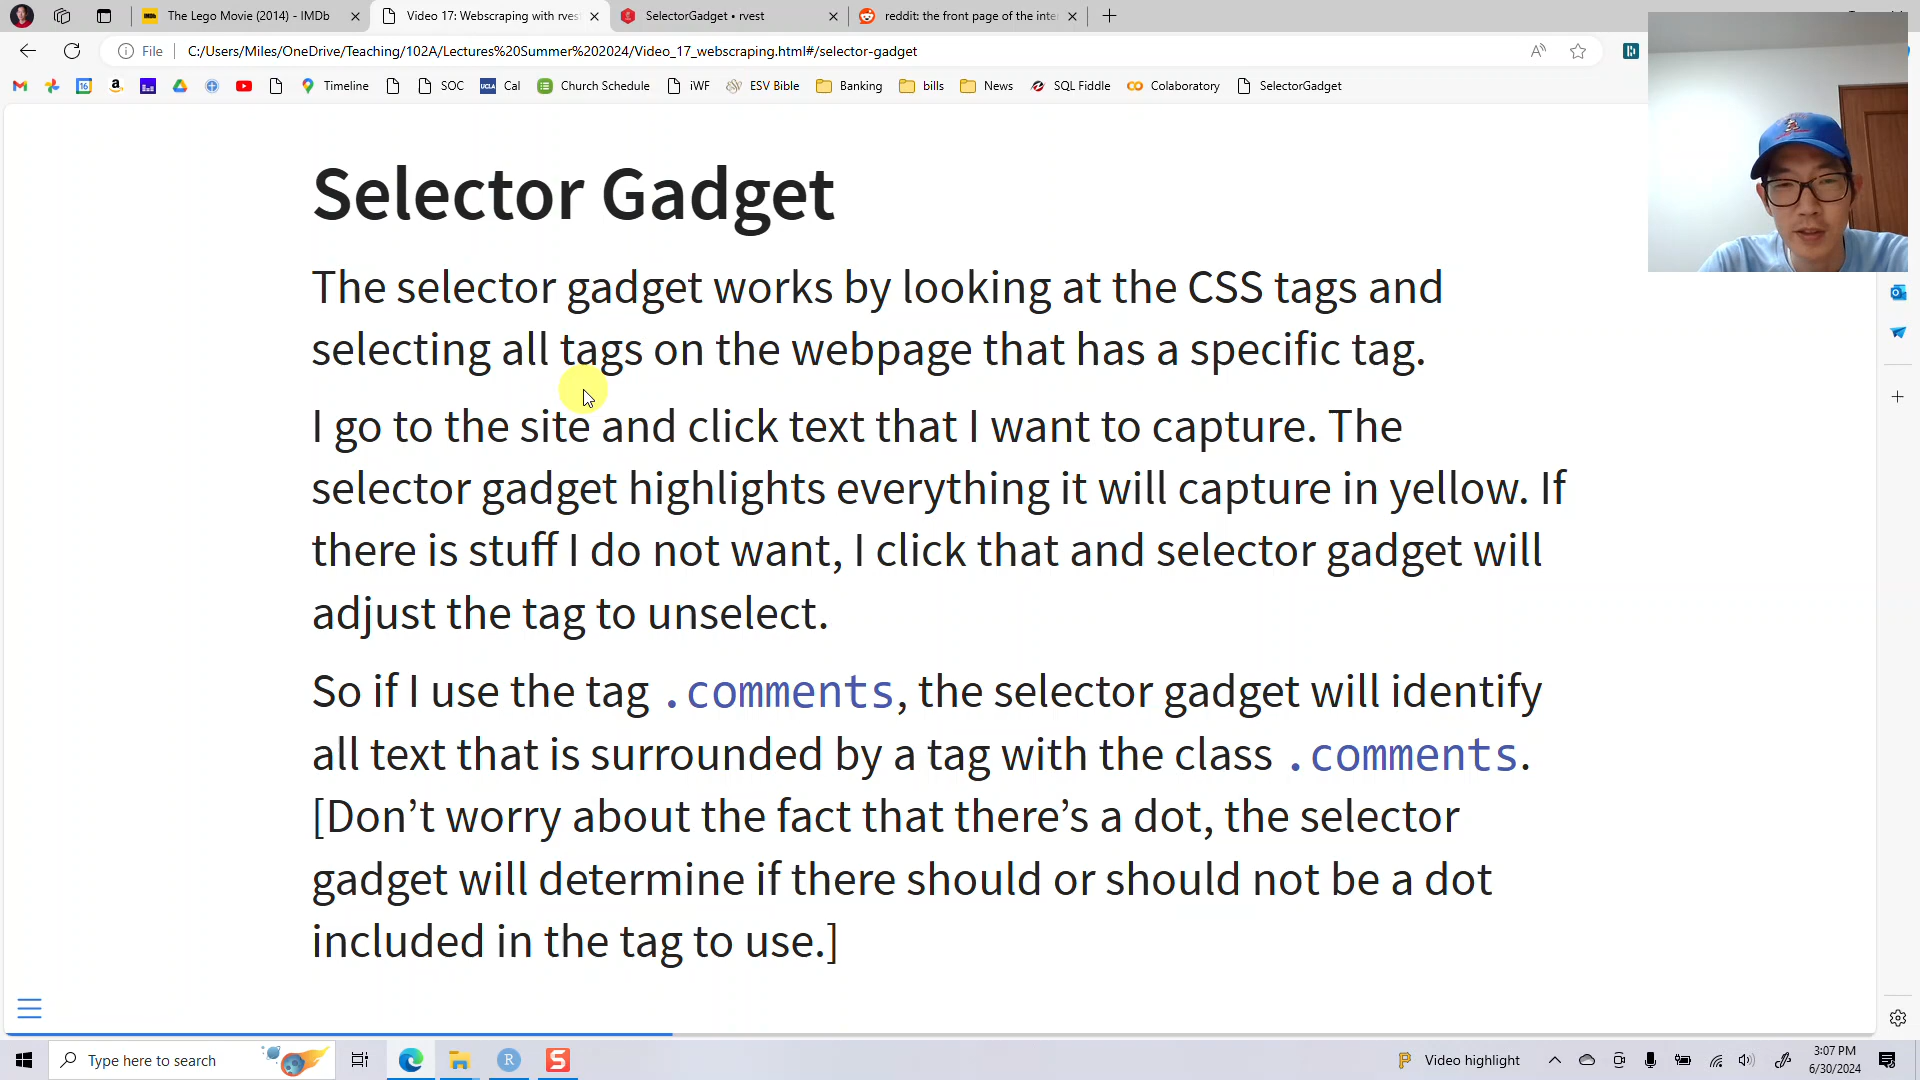 The Lego Movie (2014) - IMDb
Video 17: Webscraping with rves
SelectorGadget • rvest
reddit: the front page of the inte
File
C:/Users/Miles/OneDrive/Teaching/102A/Lectures%20Summer%202024/Video_17_webscraping.html#/selector-gadget
Timeline
SOC
UCLA
Cal
Church Schedule
iWF
ESV Bible
Banking
bills
News
SQL Fiddle
Colaboratory
SelectorGadget
Selector Gadget
The selector gadget works by looking at the CSS tags and
selecting all tags on the webpage that has a specific tag.
I go to the site and click text that I want to capture. The
selector gadget highlights everything it will capture in yellow. If
there is stuff I do not want, I click that and selector gadget will
adjust the tag to unselect.
So if I use the tag .comments, the selector gadget will identify
all text that is surrounded by a tag with the class .comments.
[Don’t worry about the fact that there’s a dot, the selector
gadget will determine if there should or should not be a dot
included in the tag to use.]
Type here to search
Video highlight
3:07 PM
6/30/2024